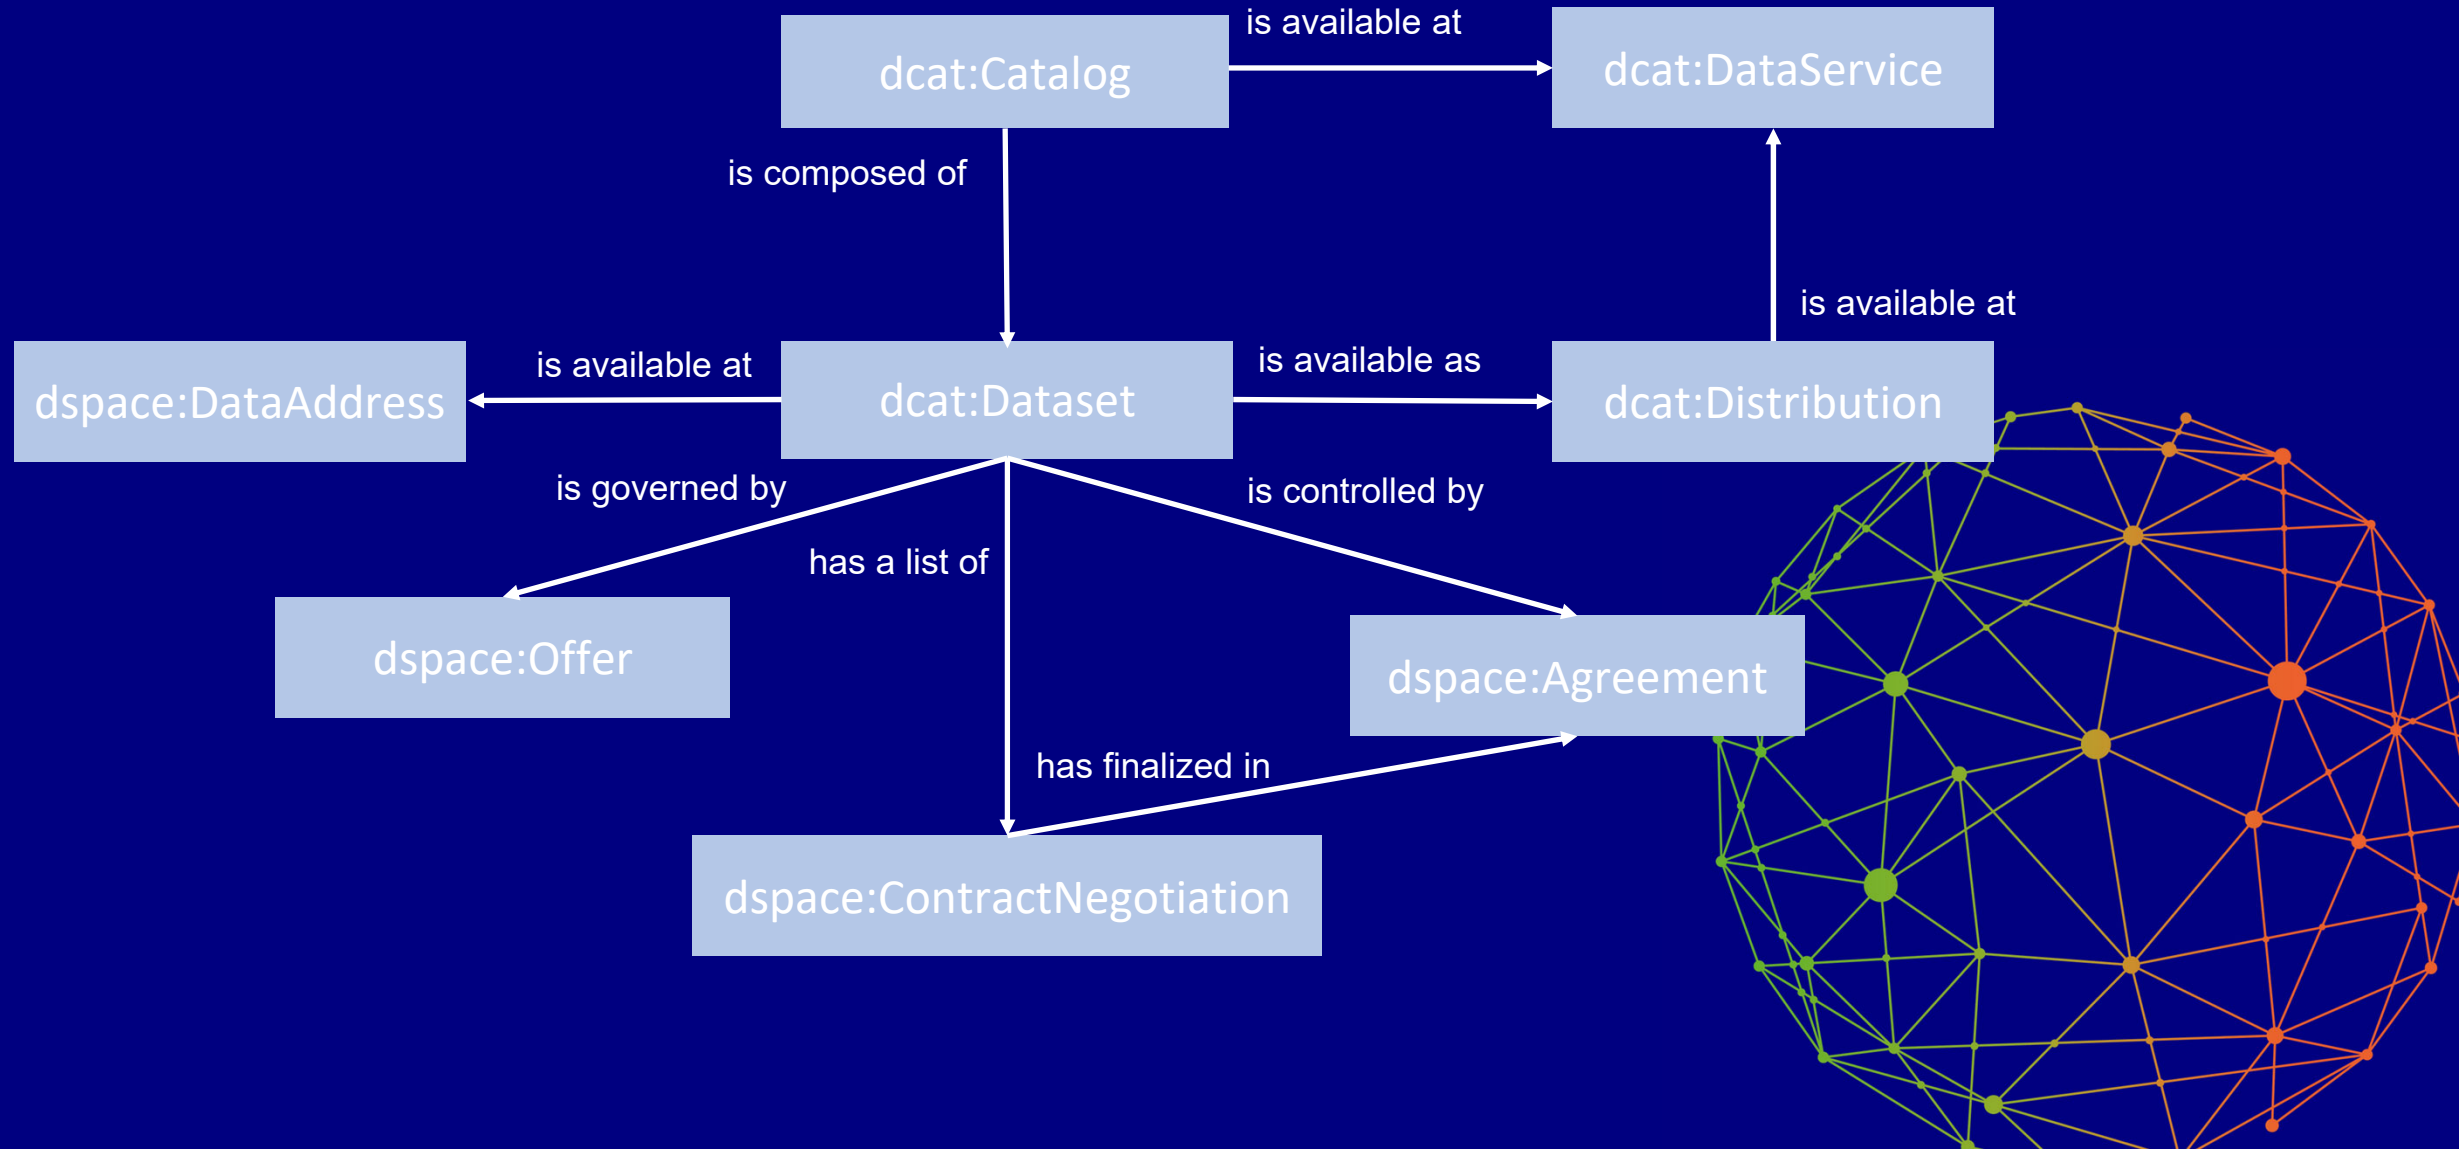 is available at
dcat:Catalog
dcat:DataService
is composed of
is available at
dspace:DataAddress
is available at
dcat:Dataset
is available as
dcat:Distribution
is governed by
is controlled by
has a list of
dspace:Offer
dspace:Agreement
has finalized in
dspace:ContractNegotiation